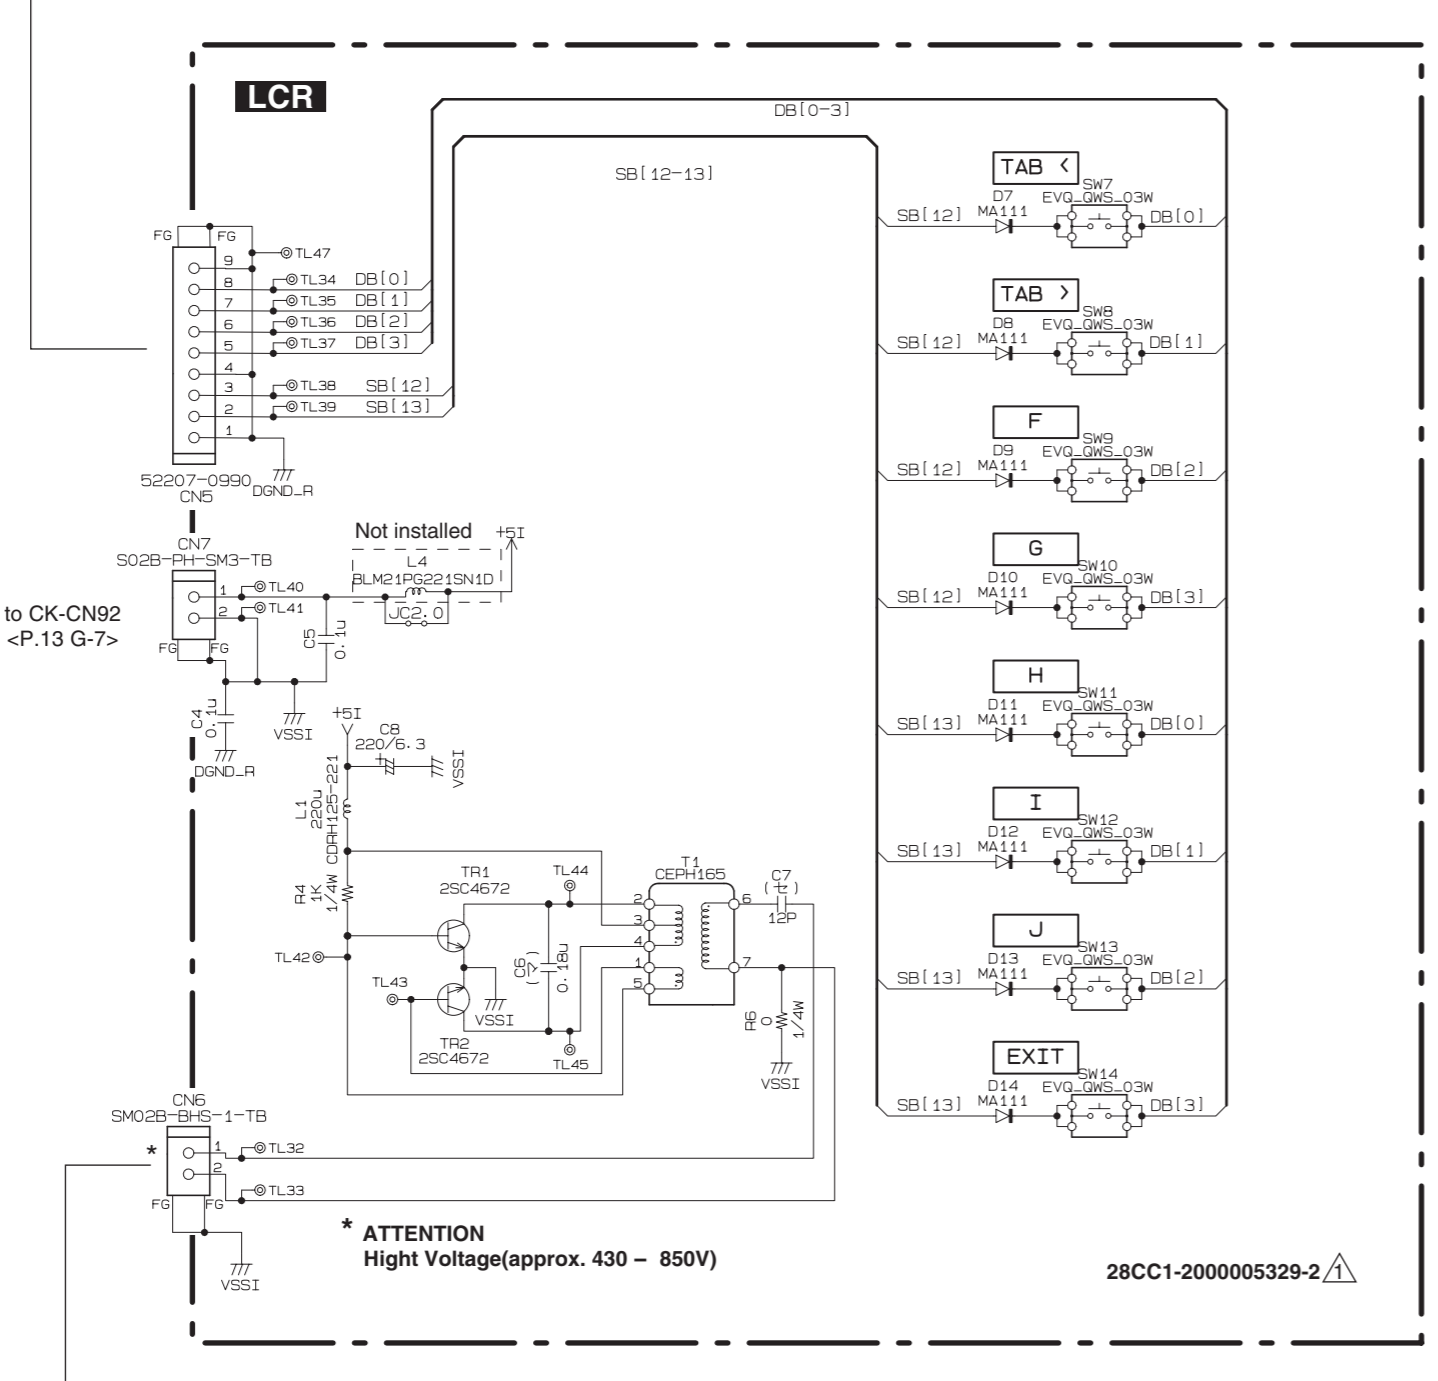 LCR
DB[0-3]
SB[12-13]
FG
FG
TL47
9
8
TL34
DB[0]
7
TL35
DB[1]
6
TL36
DB[2]
5
TL37
DB[3]
4
3
TL38
SB[12]
2
TL39
SB[13]
1
52207-0990
CN5
DGND_R
CN7
S02B-PH-SM3-TB
1
TL40
2
TL41
FG
FG
to CK-CN92
<P.13 G-7>
Not installed
+5I
L4
BLM21PG221SN1D
JC2.0
C5
0.1u
C4
0.1u
VSSI
DGND_R
+5I
C8
220/6.3
+
VSSI
L1
220u
CDRH125-221
R4
1K
1/4W
TR1
2SC4672
TL44
TL42
TL43
TR2
2SC4672
VSSI
C6
0.18u
TL45
T1
CEPH165
2
3
4
1
5
6
7
C7
12P
R6
0
1/4W
VSSI
CN6
SM02B-BHS-1-TB
*
1
TL32
2
TL33
FG
FG
VSSI
* ATTENTION
Hight Voltage(approx. 430 – 850V)
TAB <
SW7
D7
EVQ_QWS_03W
SB[12]
MA111
DB[0]
TAB >
SW8
D8
EVQ_QWS_03W
SB[12]
MA111
DB[1]
F
SW9
D9
EVQ_QWS_03W
SB[12]
MA111
DB[2]
G
SW10
D10
EVQ_QWS_03W
SB[12]
MA111
DB[3]
H
SW11
D11
EVQ_QWS_03W
SB[13]
MA111
DB[0]
I
SW12
D12
EVQ_QWS_03W
SB[13]
MA111
DB[1]
J
SW13
D13
EVQ_QWS_03W
SB[13]
MA111
DB[2]
EXIT
SW14
D14
EVQ_QWS_03W
SB[13]
MA111
DB[3]
28CC1-2000005329-2 1